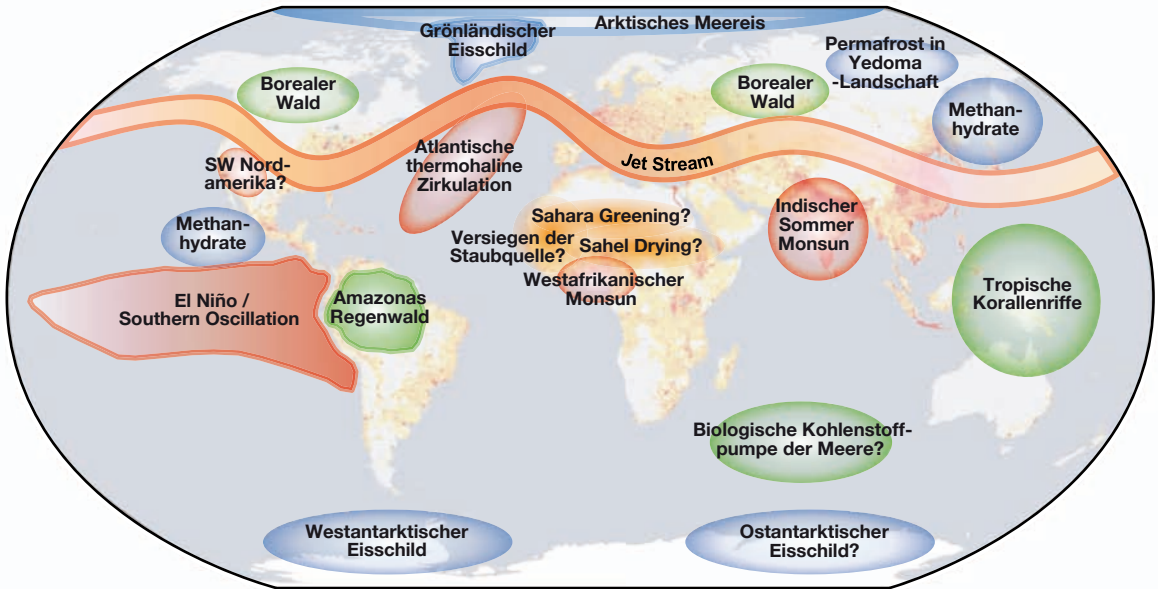 Arktisches Meereis
Grönländischer
Eisschild
Permafrost in
Yedoma
-Landschaft
Borealer
Wald
Borealer
Wald
Methan-
hydrate
Atlantische
thermohaline
Zirkulation
Jet Stream
SW Nord-
amerika?
Methan-
hydrate
Sahara Greening?
Versiegen der
Staubquelle?
Sahel Drying?
Westafrikanischer
Monsun
Indischer
Sommer
Monsun
El Niño /
Southern Oscillation
Amazonas
Regenwald
Tropische
Korallenriffe
Biologische Kohlenstoff-
pumpe der Meere?
Westantarktischer
Eisschild
Ostantarktischer
Eisschild?